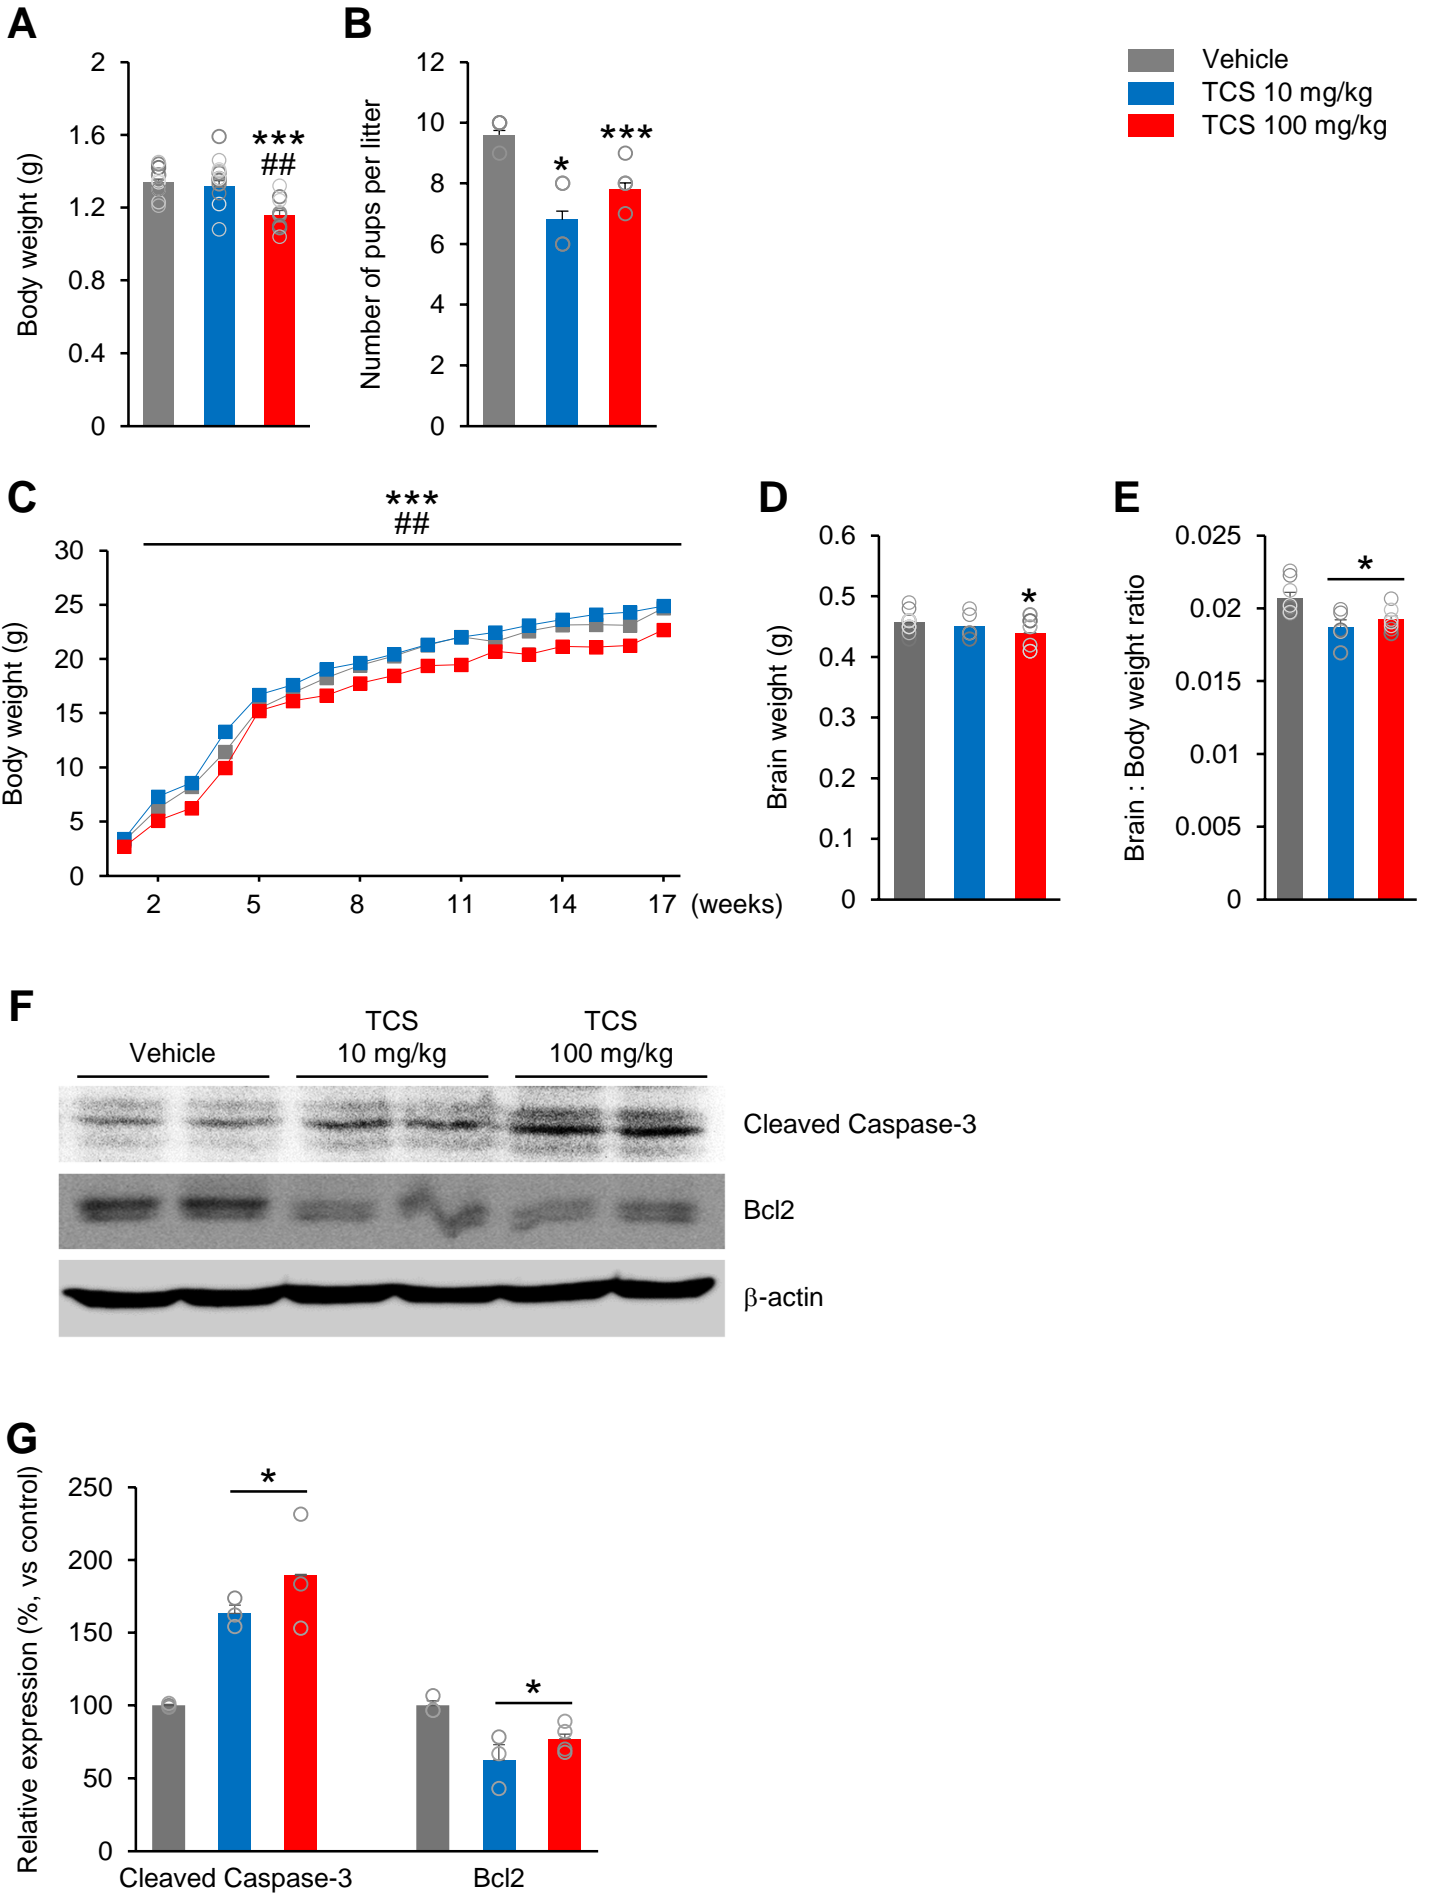 A
B
2
1.6
1.2
0.8
0.4
0
Body weight (g)
***
##
12
10
8
6
4
2
0
Number of pups per litter
*
***
Vehicle
TCS 10 mg/kg
TCS 100 mg/kg
C
***
##
30
25
20
15
10
5
0
Body weight (g)
2 5 8 11 14 17 (weeks)
D
0.6
0.5
0.4
0.3
0.2
0.1
0
Brain weight (g)
*
E
0.025
0.02
0.015
0.01
0.005
0
Brain : Body weight ratio
*
F
Vehicle
TCS
10 mg/kg
TCS
100 mg/kg
Cleaved Caspase-3
Bcl2
β-actin
G
250
200
150
100
50
0
Relative expression (%, vs control)
*
*
Cleaved Caspase-3
Bcl2